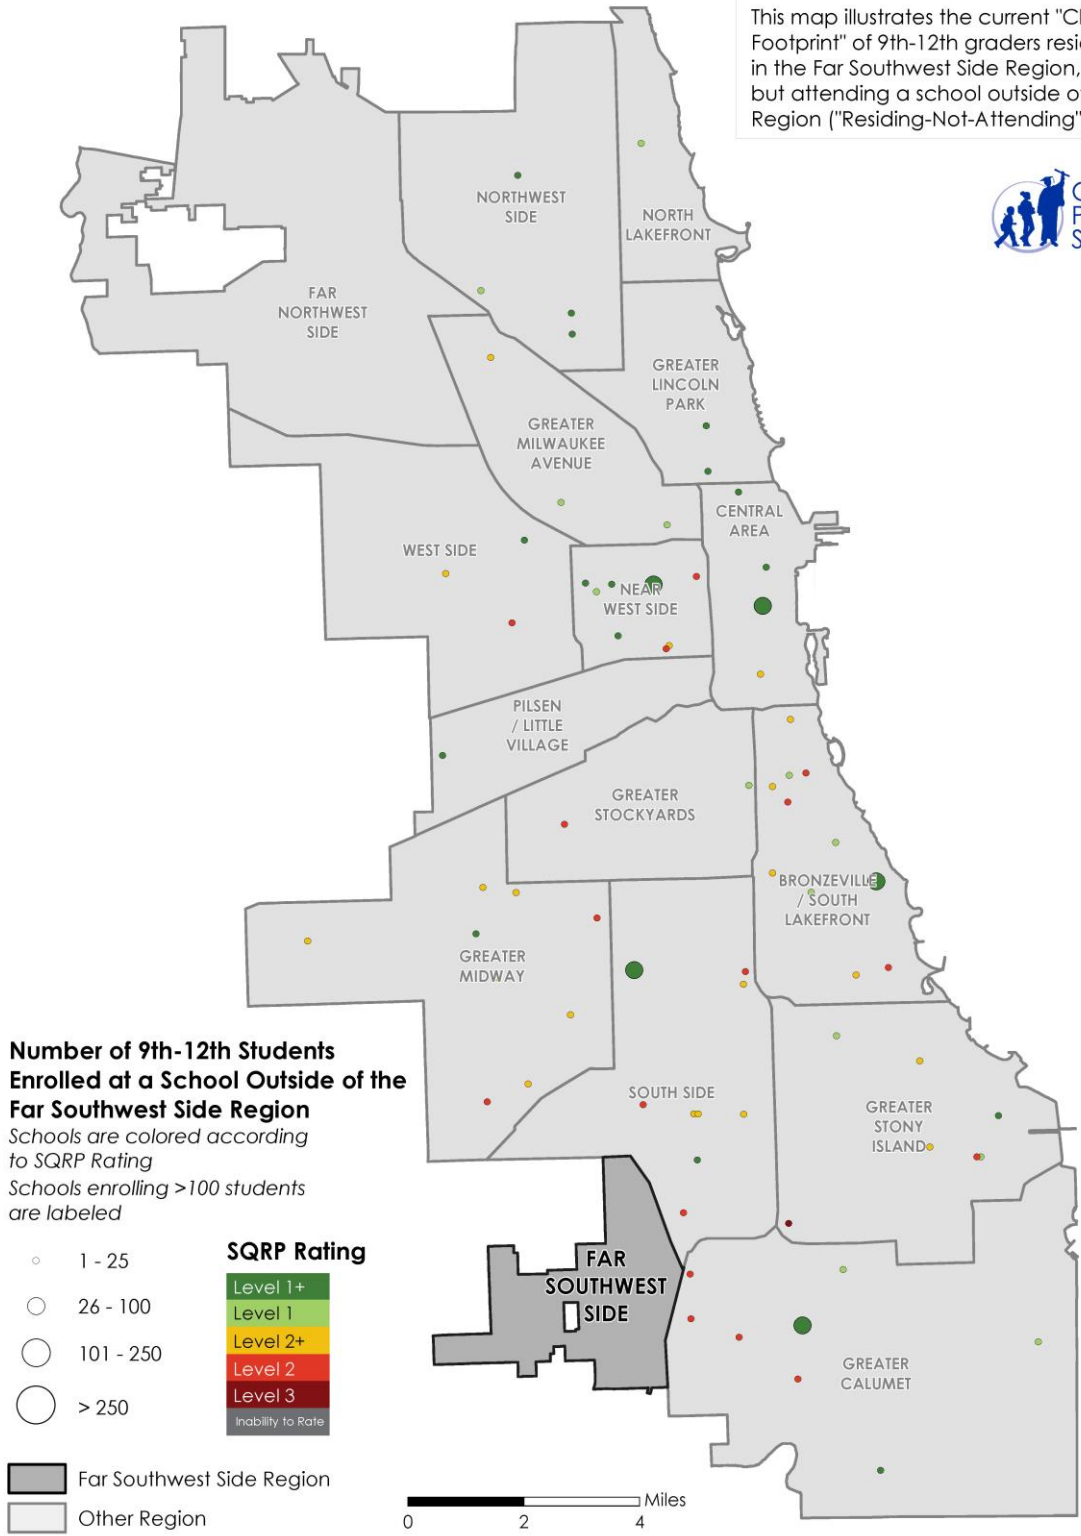 This map illustrates the current "C
Footprint" of 9th-12th graders resi
in the Far Southwest Side Region,
but attending a school outside o
Region ("Residing-Not-Attending"
C
P
S
NORTHWEST
SIDE
NORTH
LAKEFRONT
FAR
NORTHWEST
SIDE
GREATER
LINCOLN
PARK
GREATER
MILWAUKEE
AVENUE
CENTRAL
AREA
WEST SIDE
NEAR
WEST SIDE
PILSEN
/ LITTLE
VILLAGE
GREATER
STOCKYARDS
BRONZEVILLE
/ SOUTH
LAKEFRONT
GREATER
MIDWAY
SOUTH SIDE
GREATER
STONY
ISLAND
FAR
SOUTHWEST
SIDE
GREATER
CALUMET
Number of 9th-12th Students
Enrolled at a School Outside of the
Far Southwest Side Region
Schools are colored according
to SQRP Rating
Schools enrolling >100 students
are labeled
1 - 25
26 - 100
101 - 250
> 250
SQRP Rating
Level 1+
Level 1
Level 2+
Level 2
Level 3
Inability to Rate
Far Southwest Side Region
Other Region
Miles
0 2 4